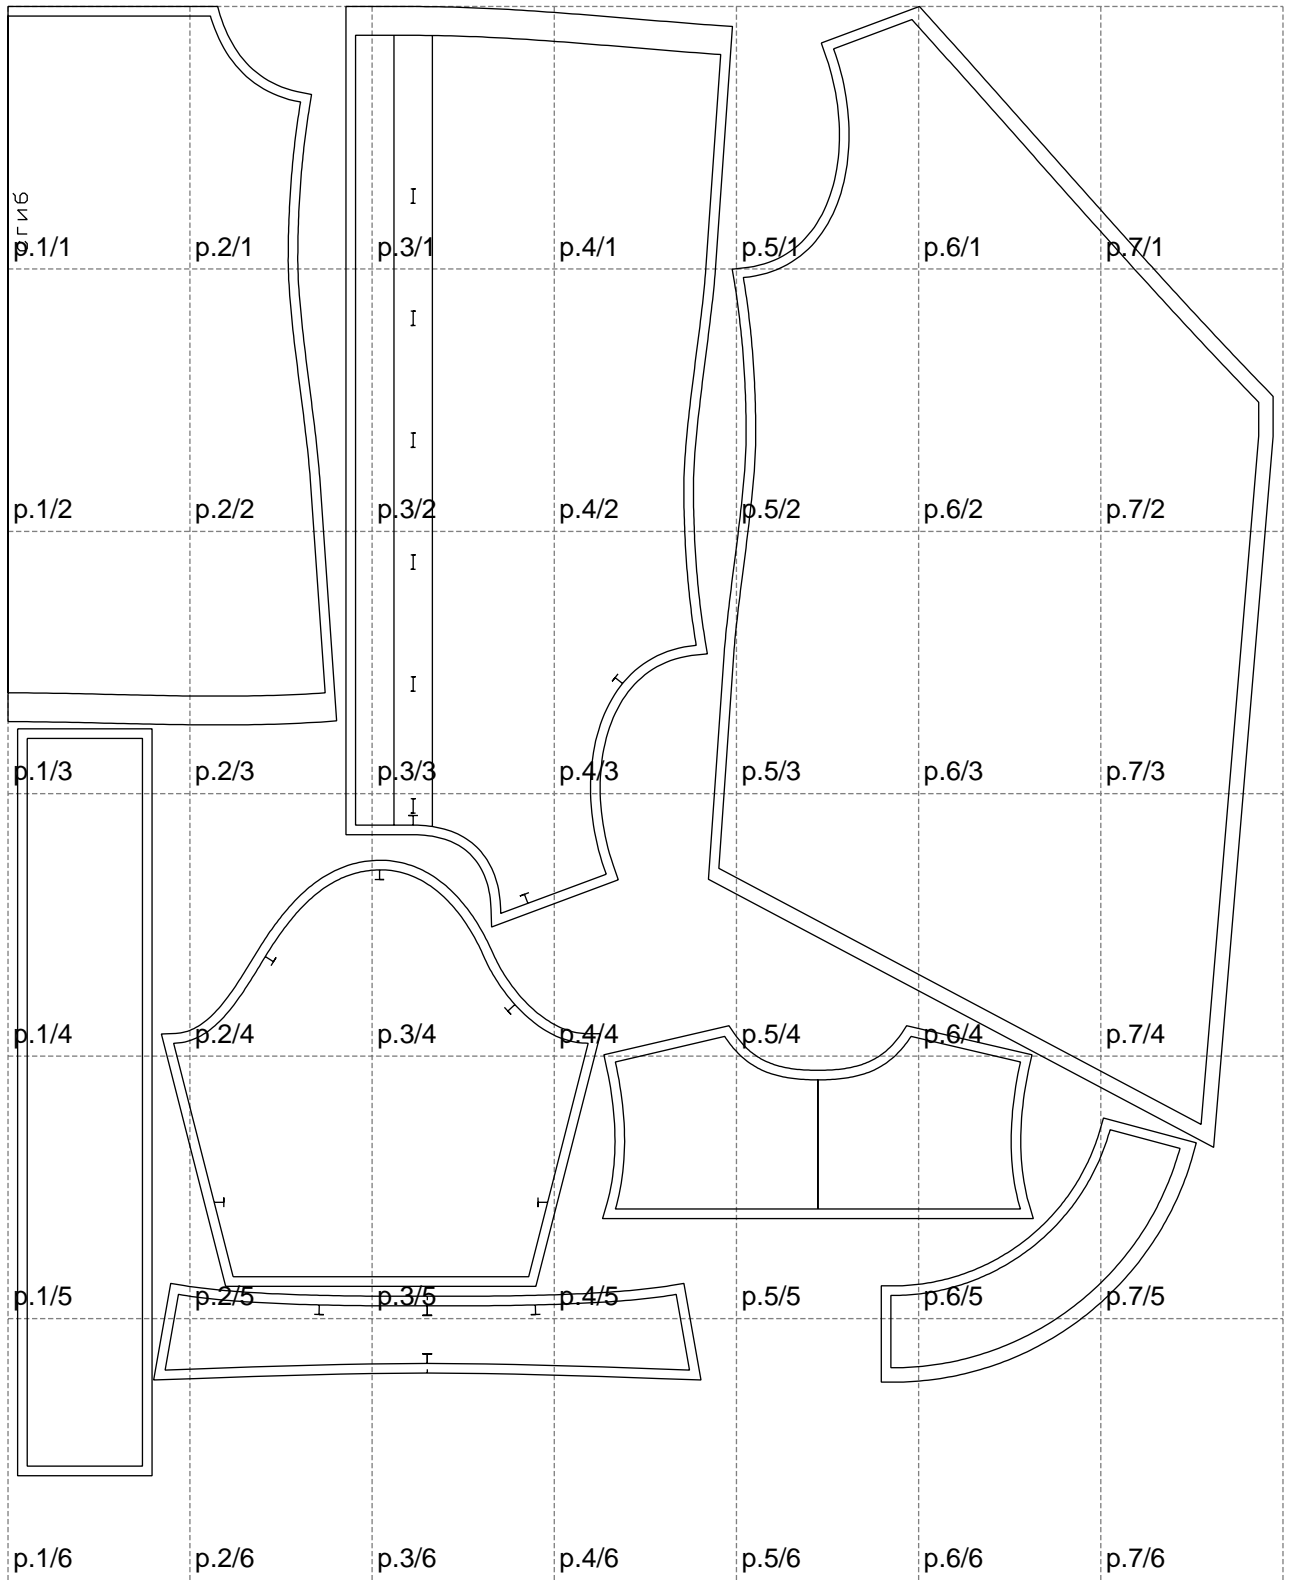 сгиб
p.1/1 p.2/1 p.3/1 p.4/1 p.5/1 p.6/1 p.7/1
p.1/2 p.2/2 p.3/2 p.4/2 p.5/2 p.6/2 p.7/2
p.1/3 p.2/3 p.3/3 p.4/3 p.5/3 p.6/3 p.7/3
p.1/4 p.2/4 p.3/4 p.4/4 p.5/4 p.6/4 p.7/4
p.1/5 p.2/5 p.3/5 p.4/5 p.5/5 p.6/5 p.7/5
p.1/6 p.2/6 p.3/6 p.4/6 p.5/6 p.6/6 p.7/6